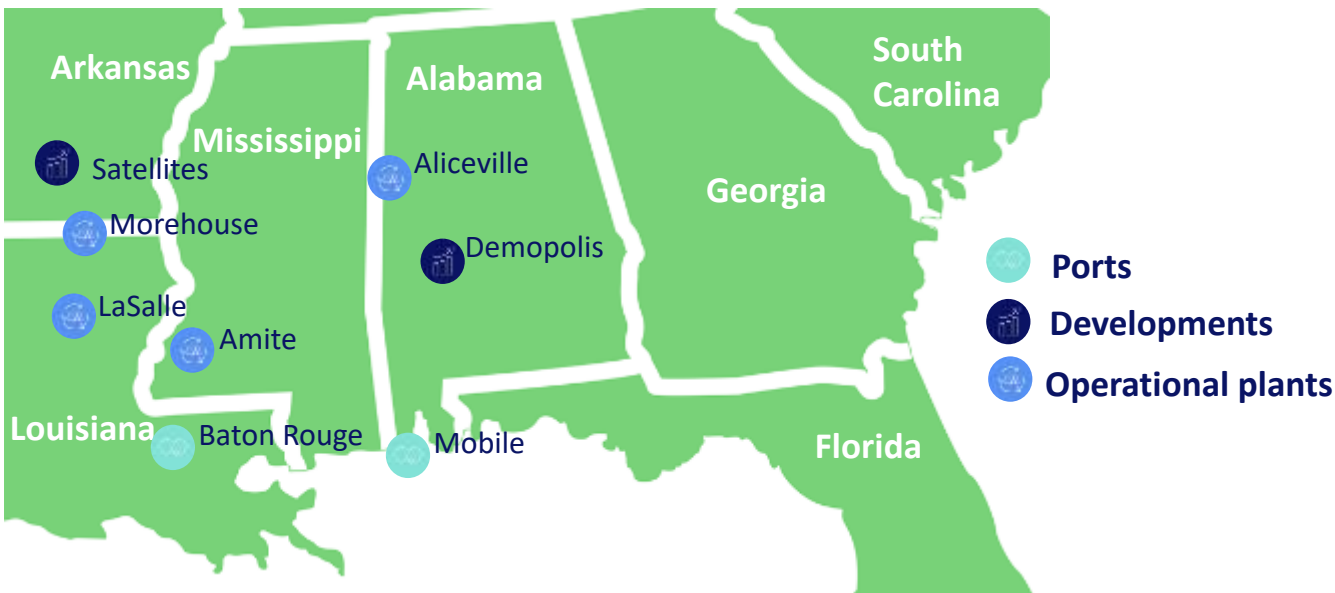 Arkansas
Alabama
South
Carolina
Mississippi
Satellites
Aliceville
Georgia
Morehouse
Demopolis
LaSalle
Amite
Louisiana
Baton Rouge
Mobile
Florida
Ports
Developments
Operational plants